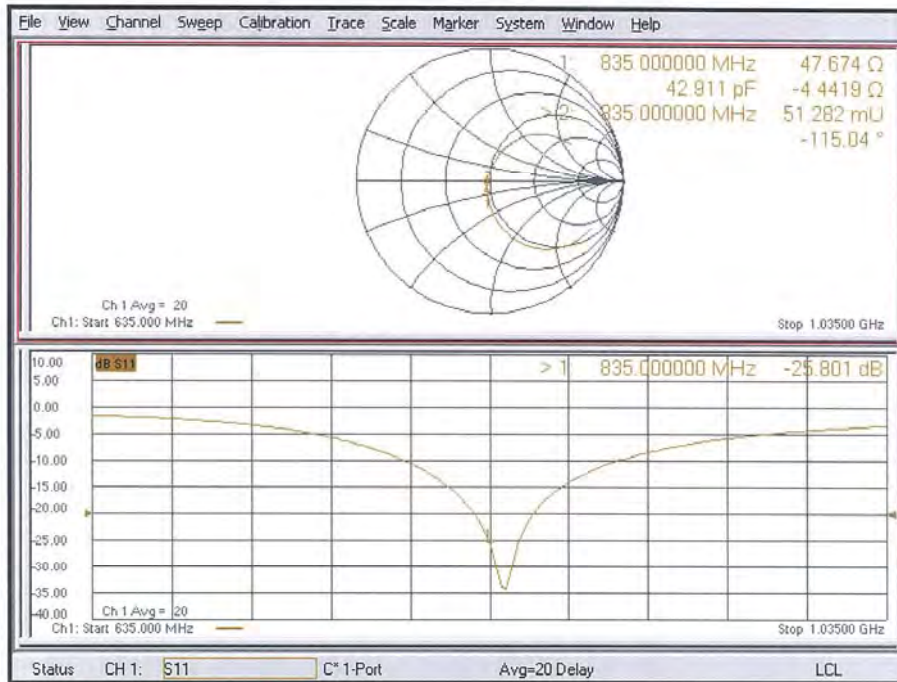 File View Channel Sweep Calibration Trace Scale Marker System Window Help
1: 835.000000 MHz 47.674 Ω
42.911 pF -4.4419 Ω
> 2: 835.000000 MHz 51.282 mU
-115.04 °
Ch 1 Avg = 20
Ch1: Start 635.000 MHz
Stop 1.03500 GHz
10.00
dB S11
> 1: 835.000000 MHz -25.801 dB
5.00
0.00
-5.00
-10.00
-15.00
-20.00
-25.00
-30.00
-35.00
-40.00
Ch 1 Avg = 20
Ch1: Start 635.000 MHz
Stop 1.03500 GHz
Status CH 1: S11 C* 1-Port Avg=20 Delay LCL